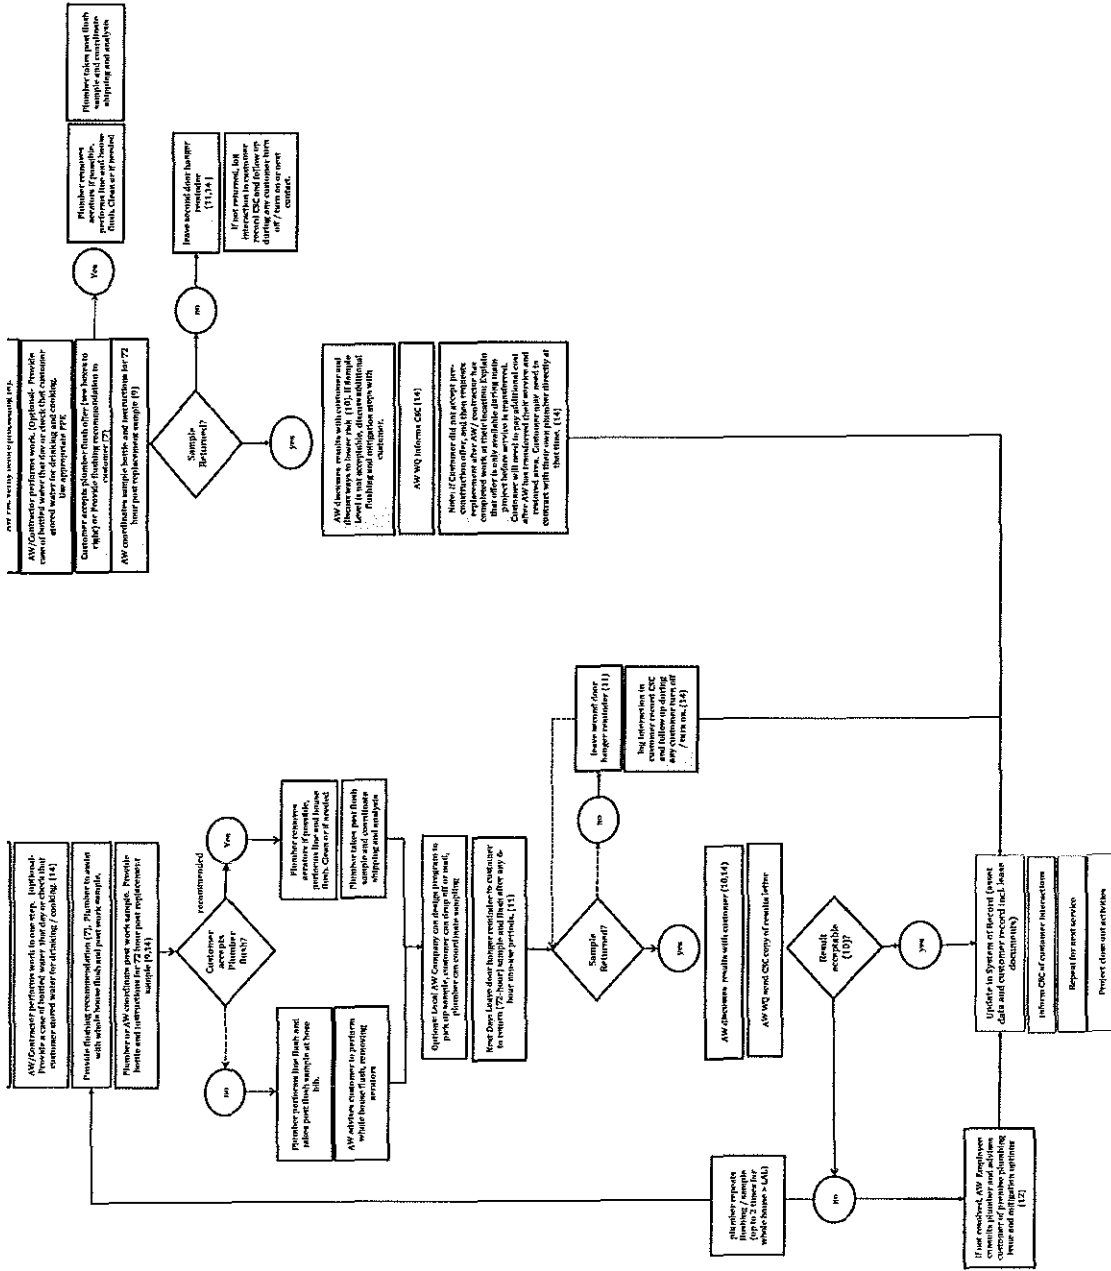 AW/Contractor performs work in one step. (optional-
Provide a case of bottled water that day or check that
customer stored water for drinking / cooking. [14]
Provide flushing recommendation [7]. Plumber to assist
with whole house flush and post work sample.
Plumber or AW coordinates post work sample. Provide
bottle and instructions for 72 hour post replacement
sample [9,14]
Customer
accepts
Plumber
flush?
recommended
Yes
no
Plumber removes
aerators if possible,
performs line and house
flush. Clean or if needed
Plumber takes post flush
sample and coordinate
shipping and analysis
Plumber performs line flush and
takes post flush sample at hose
bib.
AW advises customer to perform
whole house flush, removing
aerators
Options: Local AW Company can design program to
pick up sample, customer can drop off or mail,
plumber can coordinate sampling
Next Days Leave door hanger reminder to customer
to return (72-hour) sample and flush after any 6-
hour non-use periods. [11]
Sample
Returned?
no
leave second door
hanger reminder [11]
log interaction in
customer record CSC
and follow up during
any customer turn off
/ turn on. [14]
yes
AW discusses results with customer [10,14]
AW WQ send CSC copy of results letter
Result
acceptable
[10]?
yes
no
plumber repeats
flushing / sample
(up to 2 times for
whole house > LAL)
If not resolved, AW Employee
consults plumber and advises
customer of premise plumbing
issue and mitigation options
[12]
Update in System of Record (asset
data and customer record incl. lease
documents)
Inform CSC of customer interactions
Repeat for next service
Project close out activities
AW/Contractor performs work. (Optional- Provide
case of bottled water that day or check that customer
stored water for drinking and cooking.
Use appropriate PPE
Customer accepts plumber flush offer (see boxes to
right) or Provide flushing recommendation to
customer [7]
AW coordinates sample bottle and instructions for 72
hour post replacement sample [9]
Yes
Plumber removes
aerators if possible,
performs line and house
flush. Clean or if needed
Plumber takes post flush
sample and coordinate
shipping and analysis
Sample
Returned?
no
leave second door hanger
reminder
[11,14]
If not returned, log
interaction in customer
record CSC and follow up
during any customer turn
off / turn on or next
contact.
yes
AW discusses results with customer and
(discuss ways to lower risk [10]. If Sample
Level is not acceptable, discuss additional
flushing and mitigation steps with
customer.
AW WQ informs CSC [14]
Note: If Customer did not accept pre-
construction offer, and then requests
replacement after AW / contractor has
completed work at their location: Explain
that offer is only available during main
project before service is transferred.
Customer will need to pay additional cost
after AW has transferred their service and
restored area. Customer may need to
contract with their own plumber directly at
that time. [14]